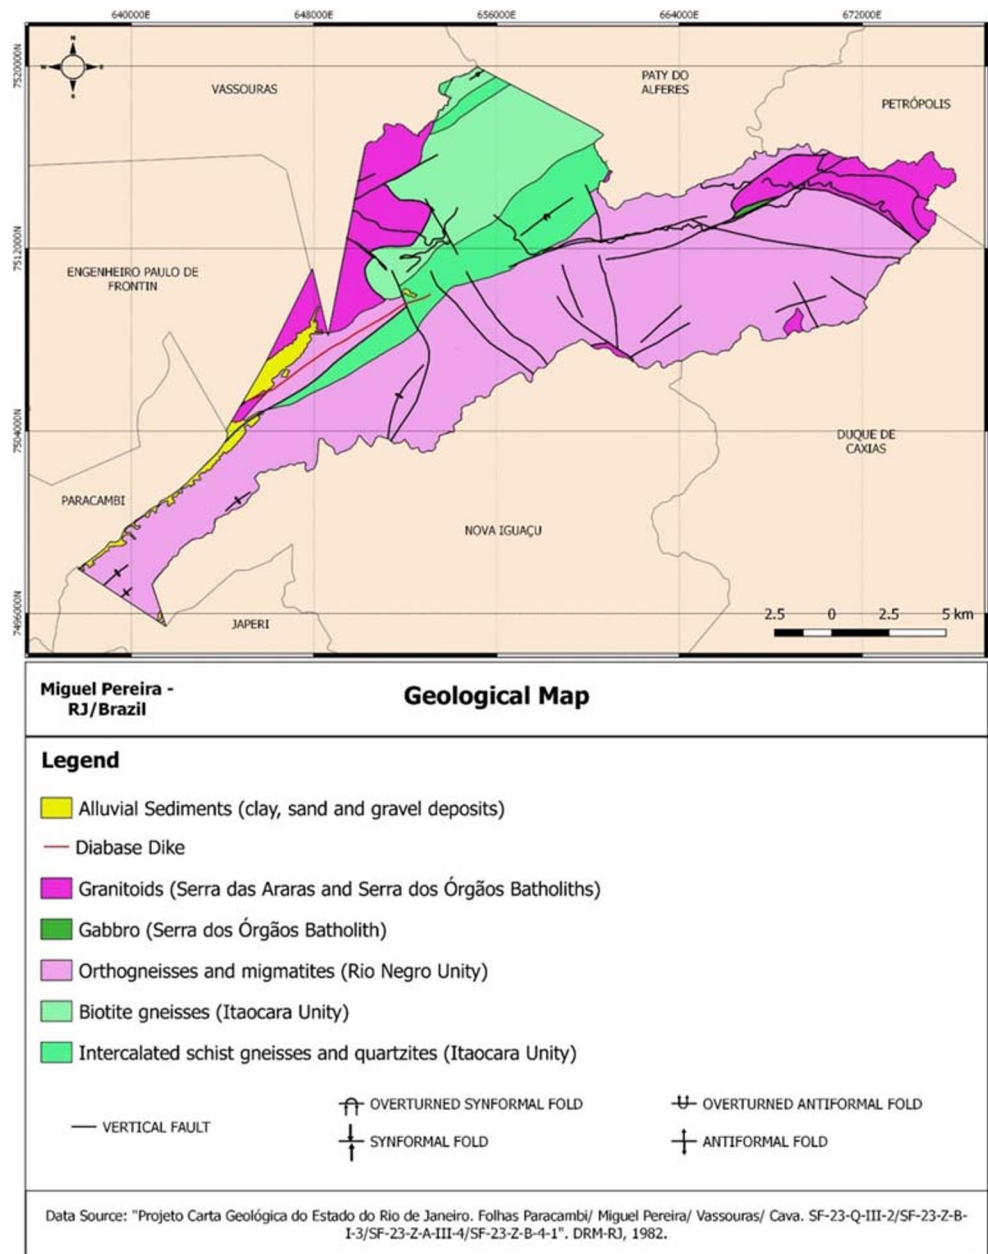 640000E 648000E 656000E 664000E 672000E
7520000N
7512000N
7504000N
7496000N
N
W E
S
VASSOURAS
PATY DO
ALFERES
PETRÓPOLIS
ENGENHEIRO PAULO DE
FRONTIN
DUQUE DE
CAXIAS
PARACAMBI
NOVA IGUAÇU
JAPERI
2.5 0 2.5 5 km
Miguel Pereira -
RJ/Brazil
Geological Map
Legend
Alluvial Sediments (clay, sand and gravel deposits)
Diabase Dike
Granitoids (Serra das Araras and Serra dos Órgãos Batholiths)
Gabbro (Serra dos Órgãos Batholith)
Orthogneisses and migmatites (Rio Negro Unity)
Biotite gneisses (Itaocara Unity)
Intercalated schist gneisses and quartzites (Itaocara Unity)
VERTICAL FAULT
OVERTURNED SYNFORMAL FOLD
OVERTURNED ANTIFORMAL FOLD
SYNFORMAL FOLD
ANTIFORMAL FOLD
Data Source: "Projeto Carta Geológica do Estado do Rio de Janeiro. Folhas Paracambi/ Miguel Pereira/ Vassouras/ Cava. SF-23-Q-III-2/SF-23-Z-B-
I-3/SF-23-Z-A-III-4/SF-23-Z-B-4-1". DRM-RJ, 1982.